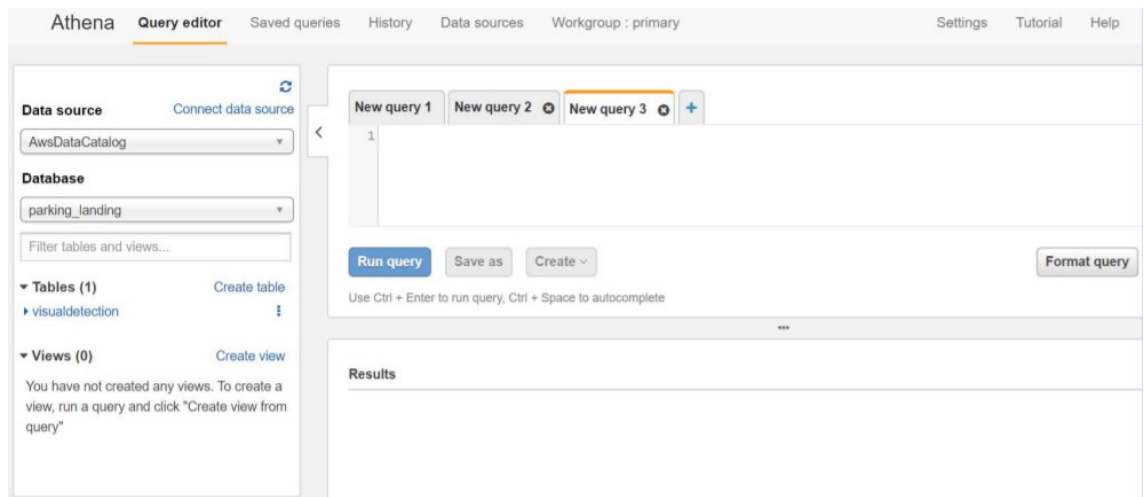 Athena Query editor Saved queries History Data sources Workgroup : primary Settings Tutorial Help
Data source Connect data source
AwsDataCatalog
Database
parking_landing
Filter tables and views...
Tables (1) Create table
visualdetection
Views (0) Create view
You have not created any views. To create a
view, run a query and click "Create view from
query"
New query 1 New query 2 New query 3 +
1
Run query Save as Create Format query
Use Ctrl + Enter to run query, Ctrl + Space to autocomplete
Results